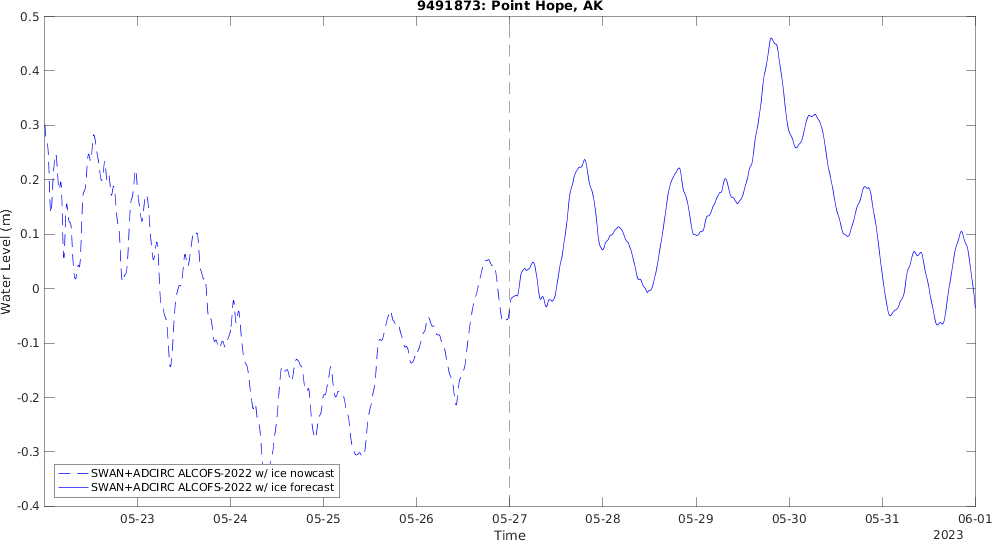 9491873: Point Hope, AK
0.5
0.4
0.3
0.2
0.1
0
-0.1
-0.2
-0.3
-0.4
Water Level (m)
SWAN+ADCIRC ALCOFS-2022 w/ ice nowcast
SWAN+ADCIRC ALCOFS-2022 w/ ice forecast
05-23 05-24 05-25 05-26 05-27 05-28 05-29 05-30 05-31 06-01
Time
2023